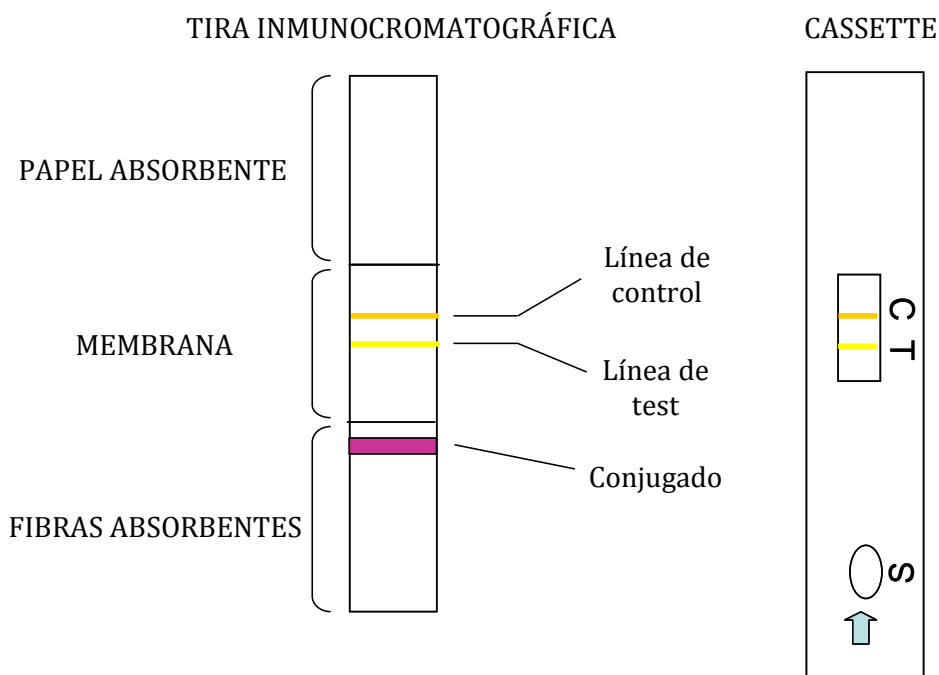 TIRA INMUNOCROMATOGRÁFICA
CASSETTE
PAPEL ABSORBENTE
Línea de
control
MEMBRANA
Línea de
test
Conjugado
FIBRAS ABSORBENTES
C T
S